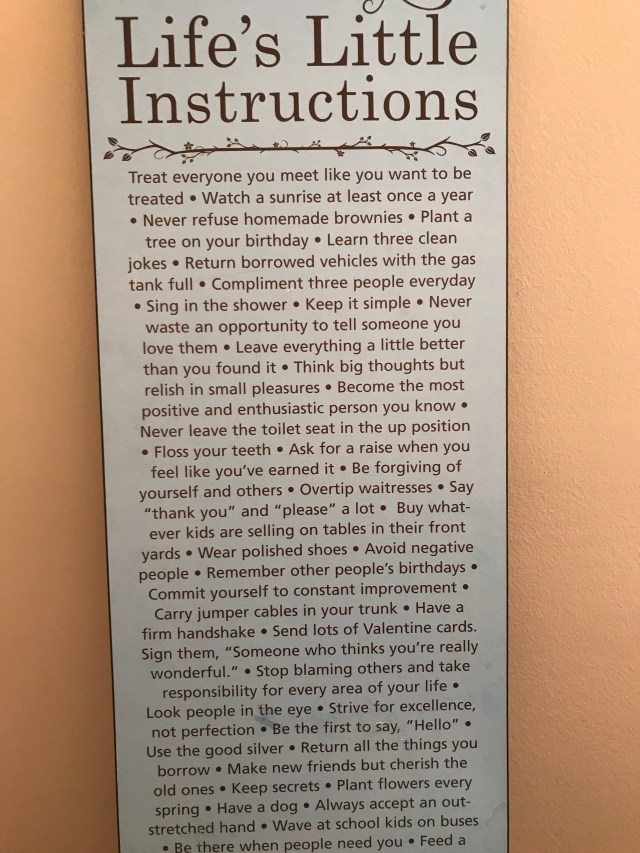 Life's Little
Instructions
Treat everyone you meet like you want to be
treated • Watch a sunrise at least once a year
• Never refuse homemade brownies • Plant a
tree on your birthday • Learn three clean
jokes • Return borrowed vehicles with the gas
tank full • Compliment three people everyday
• Sing in the shower • Keep it simple • Never
waste an opportunity to tell someone you
love them • Leave everything a little better
than you found it • Think big thoughts but
relish in small pleasures • Become the most
positive and enthusiastic person you know •
Never leave the toilet seat in the up position
• Floss your teeth • Ask for a raise when you
feel like you've earned it • Be forgiving of
yourself and others • Overtip waitresses • Say
"thank you" and "please" a lot • Buy what-
ever kids are selling on tables in their front
yards • Wear polished shoes • Avoid negative
people • Remember other people's birthdays •
Commit yourself to constant improvement •
Carry jumper cables in your trunk • Have a
firm handshake • Send lots of Valentine cards.
Sign them, "Someone who thinks you're really
wonderful." • Stop blaming others and take
responsibility for every area of your life •
Look people in the eye • Strive for excellence,
not perfection • Be the first to say, "Hello" •
Use the good silver • Return all the things you
borrow • Make new friends but cherish the
old ones • Keep secrets • Plant flowers every
spring • Have a dog • Always accept an out-
stretched hand • Wave at school kids on buses
• Be there when people need you • Feed a